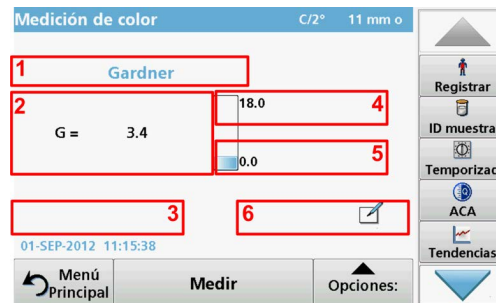 Medición de color C/2° 11 mm o
1 Gardner
2 18.0 4
G = 3.4
5
0.0
3 6
01-SEP-2012 11:15:38
Menú Principal Medir Opciones:
Registrar
ID muestra
Temporizad
ACA
Tendencias